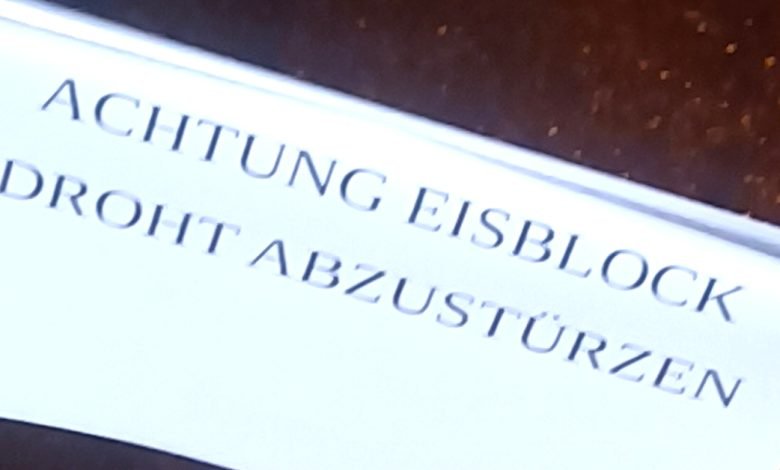 ACHTUNG EISBLOCK
DROHT ABZUSTÜRZEN